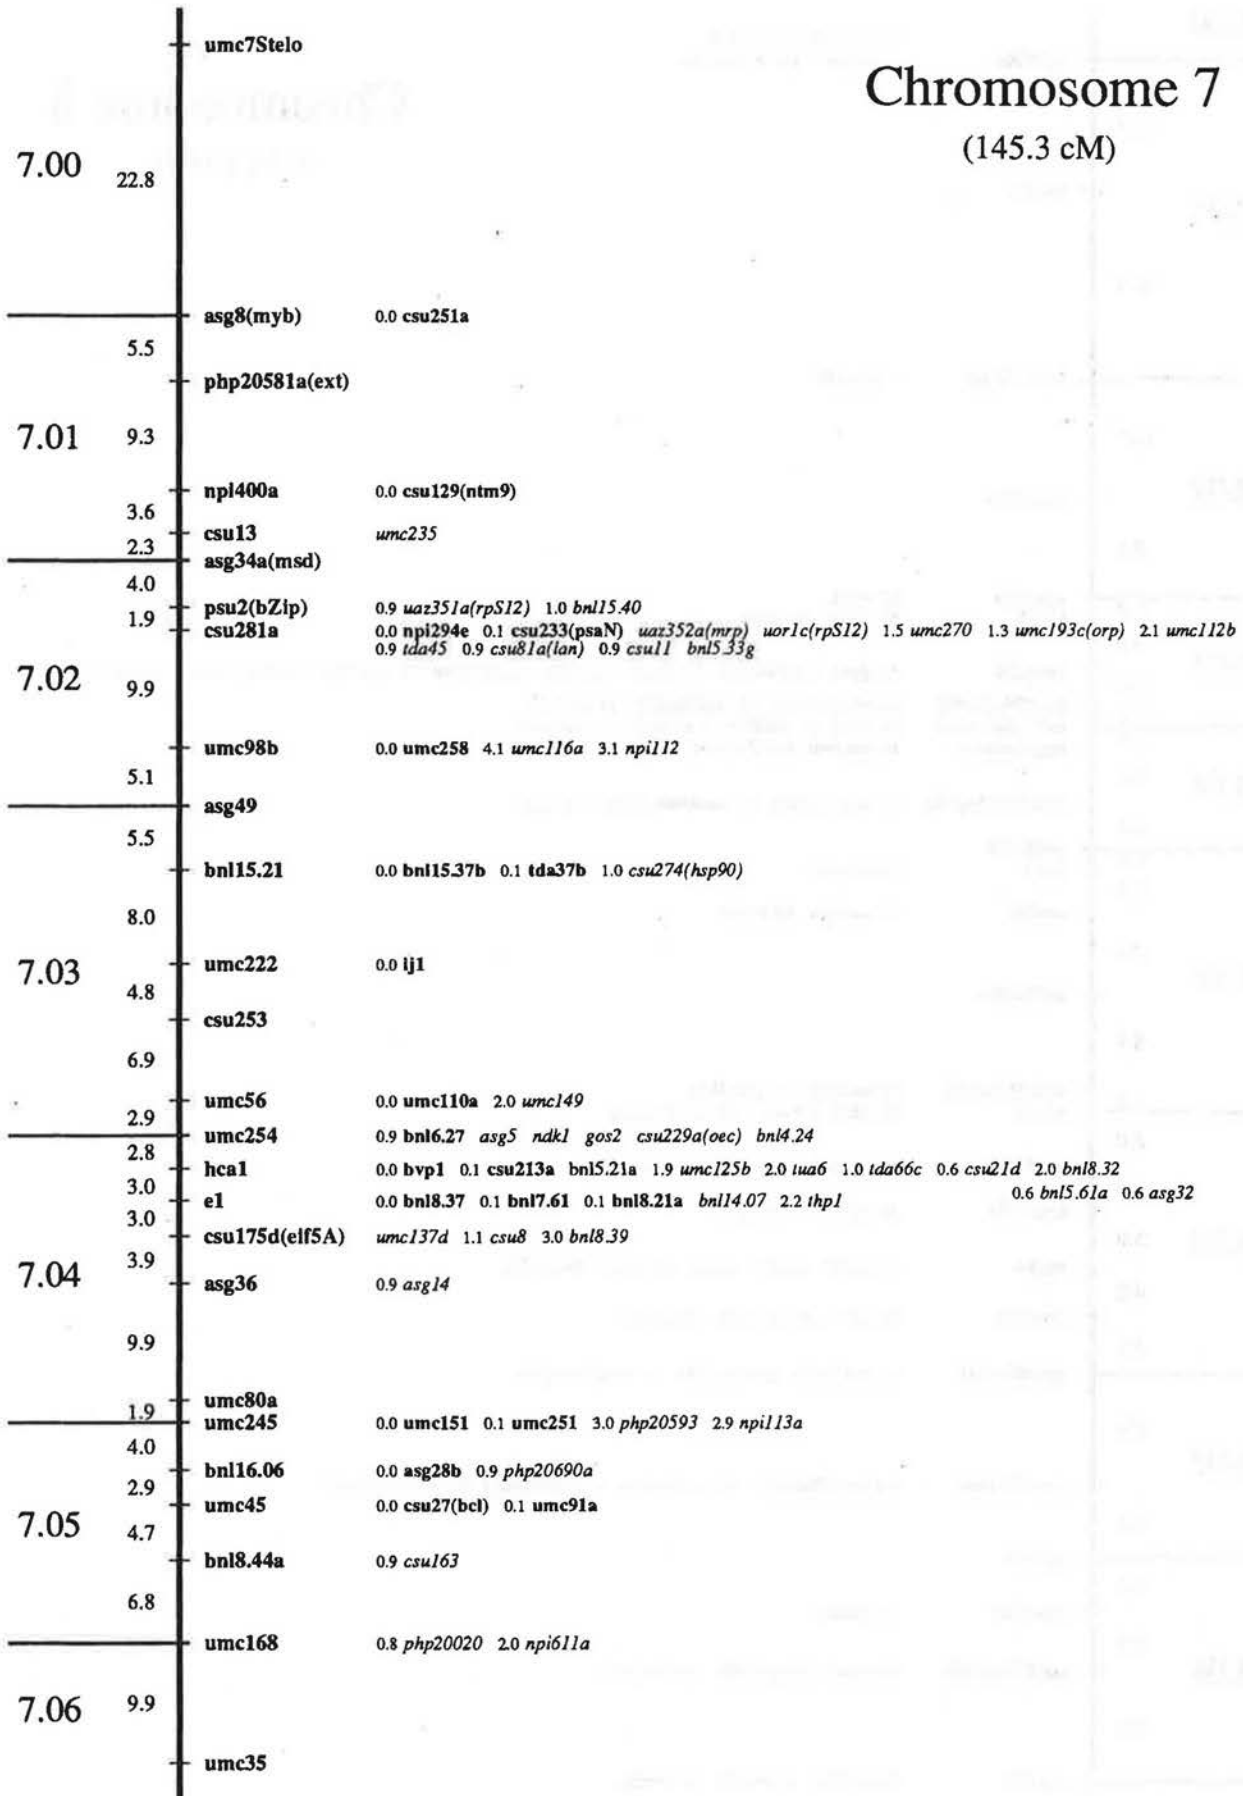 umc7Stelo
Chromosome 7
(145.3 cM)
7.00
22.8
asg8(myb) 0.0 csu251a
5.5
php20581a(ext)
7.01 9.3
npi400a 0.0 csu129(ntm9)
3.6
csu13 umc235
2.3
asg34a(msd)
4.0
psu2(bZip) 0.9 uaz351a(rpS12) 1.0 bnl15.40
1.9
csu281a 0.0 npi294e 0.1 csu233(psaN) uaz352a(mrp) uor1c(rpS12) 1.5 umc270 1.3 umc193c(orp) 2.1 umc112b
0.9 tda45 0.9 csu81a(lan) 0.9 csu11 bnl5.33g
7.02 9.9
umc98b 0.0 umc258 4.1 umc116a 3.1 npi112
5.1
asg49
5.5
bnl15.21 0.0 bnl15.37b 0.1 tda37b 1.0 csu274(hsp90)
8.0
umc222 0.0 ij1
7.03
4.8
csu253
6.9
umc56 0.0 umc110a 2.0 umc149
2.9
umc254 0.9 bnl6.27 asg5 ndk1 gos2 csu229a(oec) bnl4.24
2.8
hca1 0.0 bvp1 0.1 csu213a bnl5.21a 1.9 umc125b 2.0 tua6 1.0 tda66c 0.6 csu21d 2.0 bnl8.32
3.0
0.6 bnl5.61a 0.6 asg32
e1 0.0 bnl8.37 0.1 bnl7.61 0.1 bnl8.21a bnl14.07 2.2 thp1
3.0
csu175d(eif5A) umc137d 1.1 csu8 3.0 bnl8.39
3.9
7.04
asg36 0.9 asg14
9.9
umc80a
1.9
umc245 0.0 umc151 0.1 umc251 3.0 php20593 2.9 npi113a
4.0
bnl16.06 0.0 asg28b 0.9 php20690a
2.9
umc45 0.0 csu27(bcl) 0.1 umc91a
7.05 4.7
bnl8.44a 0.9 csu163
6.8
umc168 0.8 php20020 2.0 npi611a
7.06 9.9
umc35